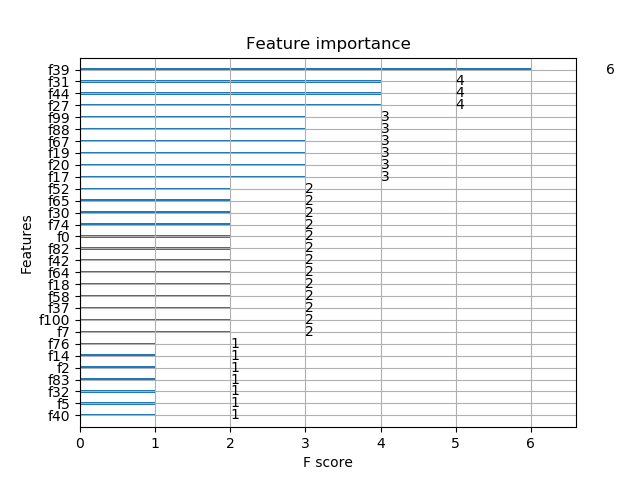 Feature importance
f39 6
f31 4
f44 4
f27 4
f99 3
f88 3
f67 3
f19 3
f20 3
f17 3
f52 2
f65 2
f30 2
f74 2
f0 2
f82 2
f42 2
f64 2
f18 2
f58 2
f37 2
f100 2
f7 2
f76 1
f14 1
f2 1
f83 1
f32 1
f5 1
f40 1
Features
0 1 2 3 4 5 6
F score